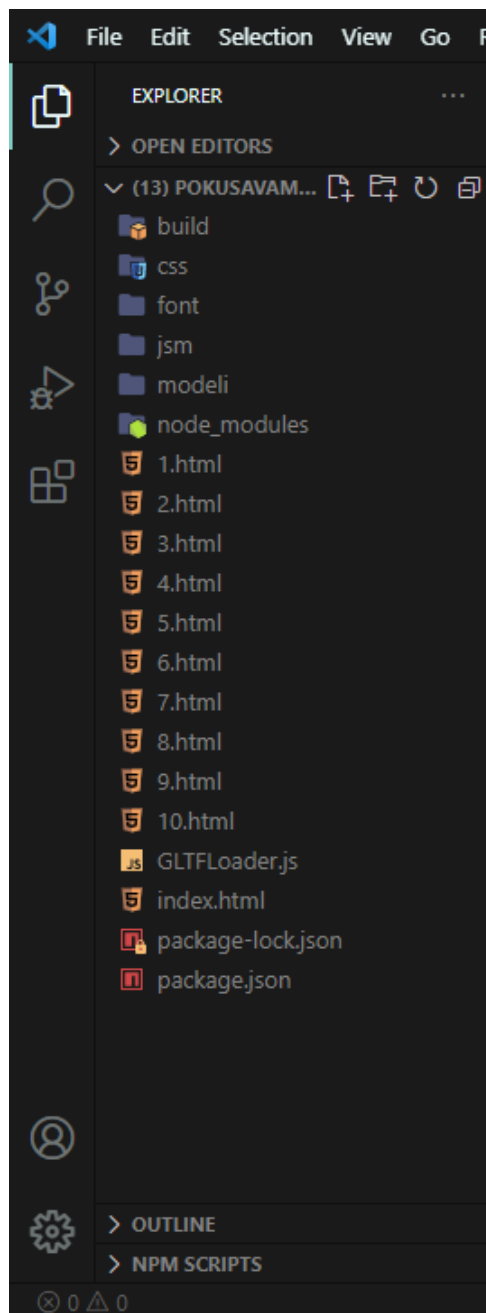 File Edit Selection View Go
EXPLORER
OPEN EDITORS
(13) POKUSAVAM...
build
css
font
jsm
modeli
node_modules
1.html
2.html
3.html
4.html
5.html
6.html
7.html
8.html
9.html
10.html
JS GLTFLoader.js
index.html
package-lock.json
package.json
OUTLINE
NPM SCRIPTS
0 0